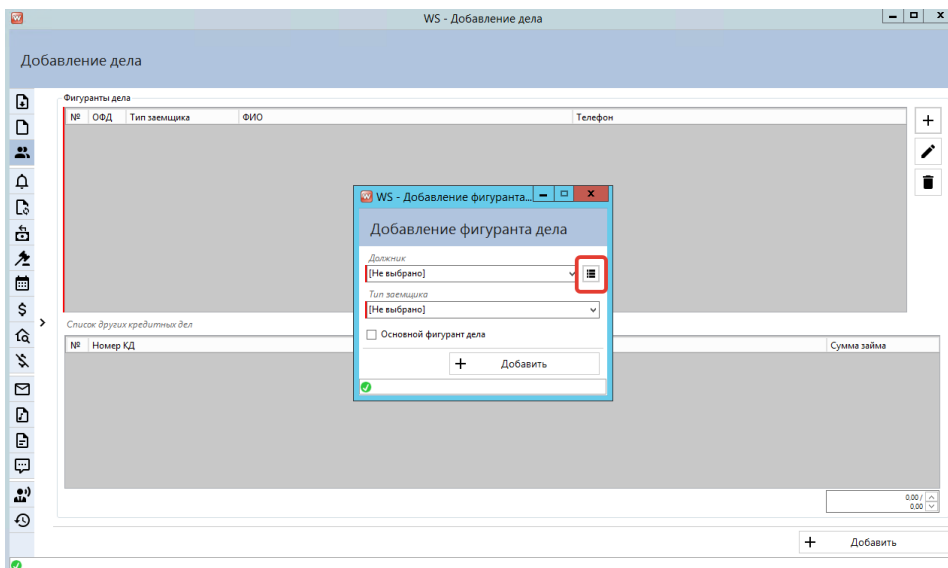 WS - Добавление дела
Добавление дела
Фигуранты дела
№ ОФД Тип заемщика ФИО Телефон
WS - Добавление фигуранта...
Добавление фигуранта дела
Должник
[Не выбрано]
Тип заемщика
[Не выбрано]
Основной фигурант дела
Добавить
Список других кредитных дел
№ Номер КД Сумма займа
0,00 /
0,00
Добавить